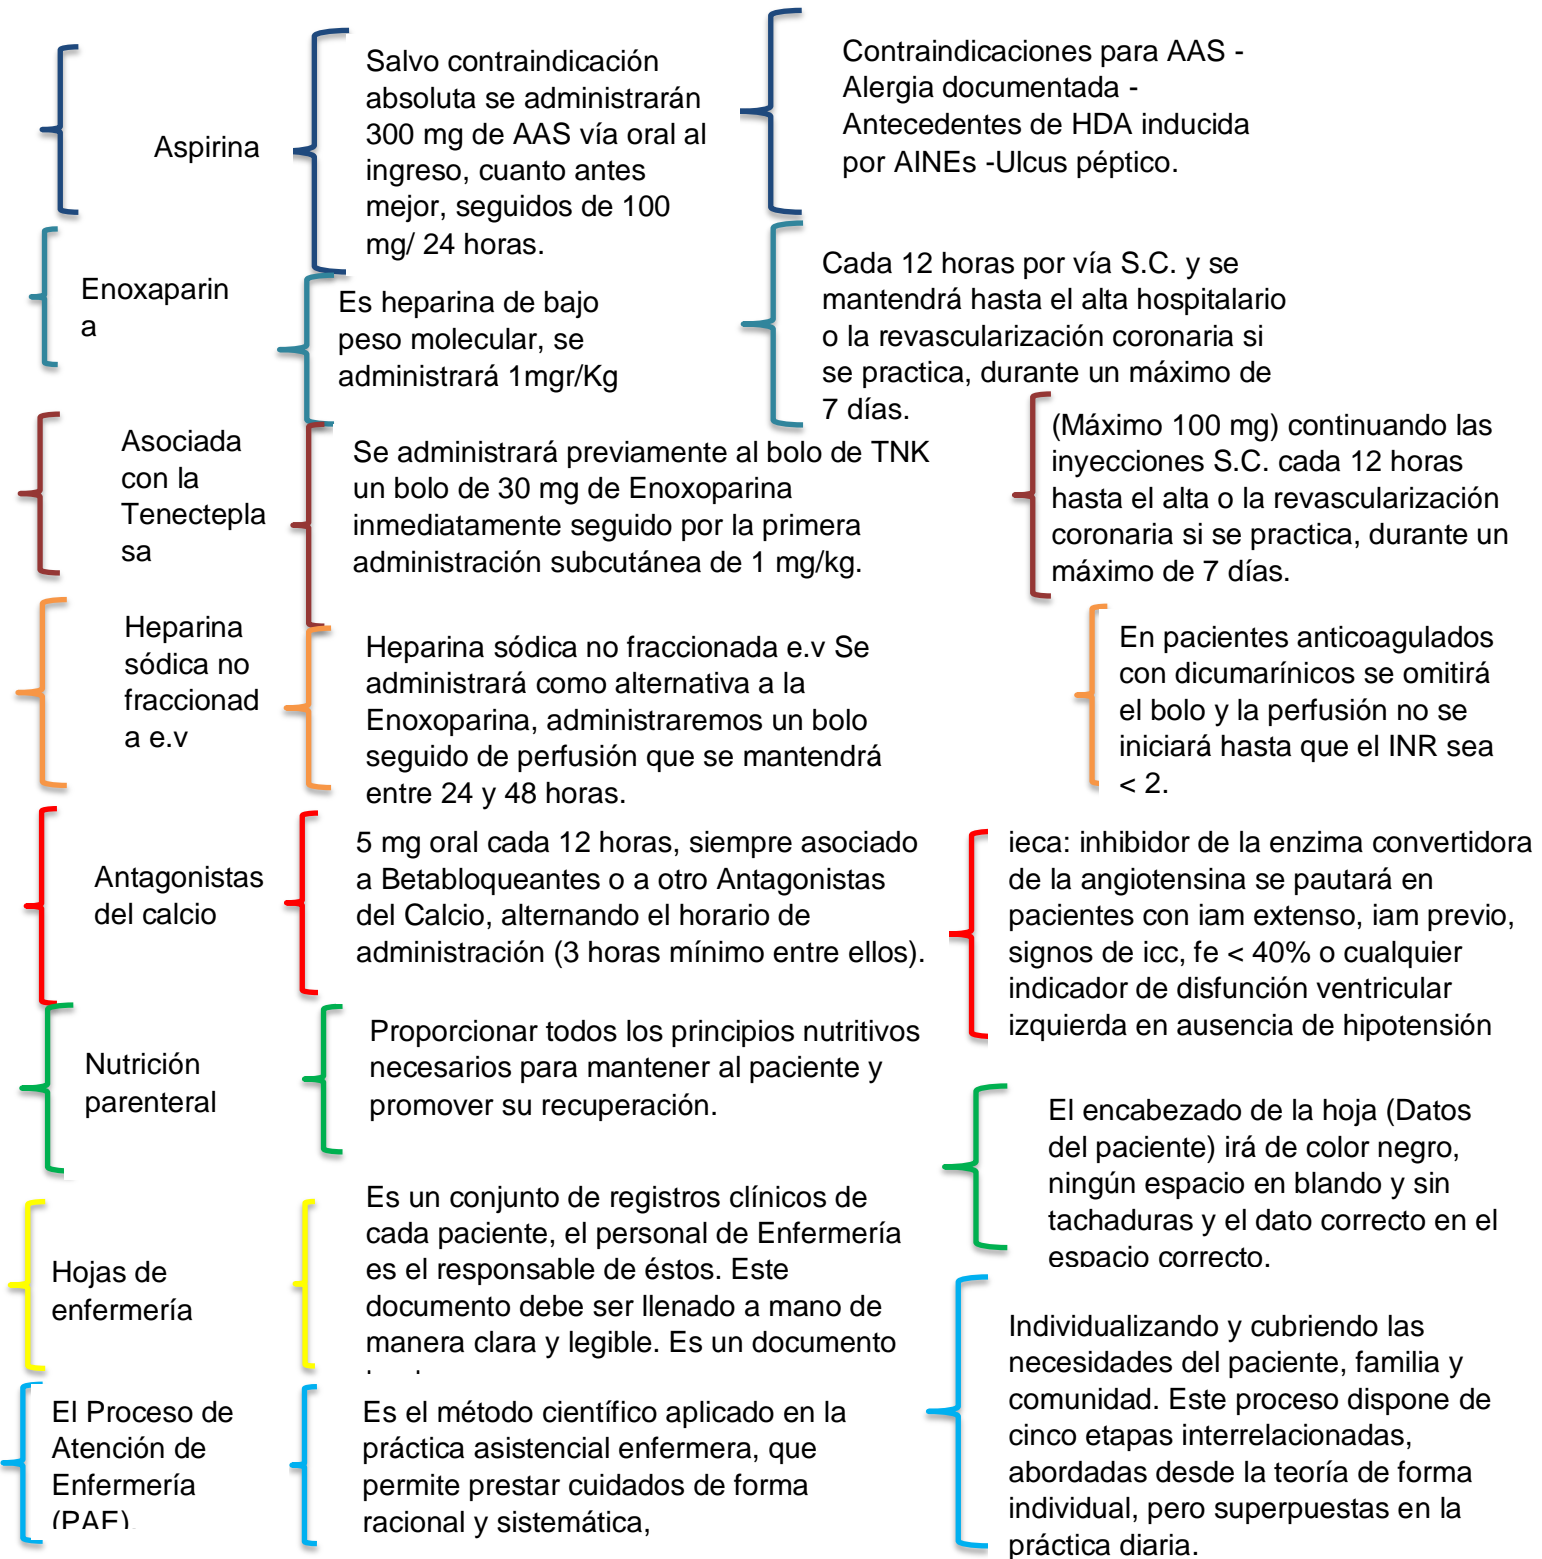 Aspirina
Salvo contraindicación
absoluta se administrarán
300 mg de AAS vía oral al
ingreso, cuanto antes
mejor, seguidos de 100
mg/ 24 horas.
Contraindicaciones para AAS -
Alergia documentada -
Antecedentes de HDA inducida
por AINEs -Ulcus péptico.
Enoxaparin
a
Es heparina de bajo
peso molecular, se
administrará 1mgr/Kg
Cada 12 horas por vía S.C. y se
mantendrá hasta el alta hospitalario
o la revascularización coronaria si
se practica, durante un máximo de
7 días.
Asociada
con la
Tenectepla
sa
Se administrará previamente al bolo de TNK
un bolo de 30 mg de Enoxoparina
inmediatamente seguido por la primera
administración subcutánea de 1 mg/kg.
(Máximo 100 mg) continuando las
inyecciones S.C. cada 12 horas
hasta el alta o la revascularización
coronaria si se practica, durante un
máximo de 7 días.
Heparina
sódica no
fraccionad
a e.v
Heparina sódica no fraccionada e.v Se
administrará como alternativa a la
Enoxoparina, administraremos un bolo
seguido de perfusión que se mantendrá
entre 24 y 48 horas.
En pacientes anticoagulados
con dicumarínicos se omitirá
el bolo y la perfusión no se
iniciará hasta que el INR sea
< 2.
Antagonistas
del calcio
5 mg oral cada 12 horas, siempre asociado
a Betabloqueantes o a otro Antagonistas
del Calcio, alternando el horario de
administración (3 horas mínimo entre ellos).
ieca: inhibidor de la enzima convertidora
de la angiotensina se pautará en
pacientes con iam extenso, iam previo,
signos de icc, fe < 40% o cualquier
indicador de disfunción ventricular
izquierda en ausencia de hipotensión
Nutrición
parenteral
Proporcionar todos los principios nutritivos
necesarios para mantener al paciente y
promover su recuperación.
El encabezado de la hoja (Datos
del paciente) irá de color negro,
ningún espacio en blando y sin
tachaduras y el dato correcto en el
espacio correcto.
Hojas de
enfermería
Es un conjunto de registros clínicos de
cada paciente, el personal de Enfermería
es el responsable de éstos. Este
documento debe ser llenado a mano de
manera clara y legible. Es un documento
El Proceso de
Atención de
Enfermería
(PAE)
Es el método científico aplicado en la
práctica asistencial enfermera, que
permite prestar cuidados de forma
racional y sistemática,
Individualizando y cubriendo las
necesidades del paciente, familia y
comunidad. Este proceso dispone de
cinco etapas interrelacionadas,
abordadas desde la teoría de forma
individual, pero superpuestas en la
práctica diaria.